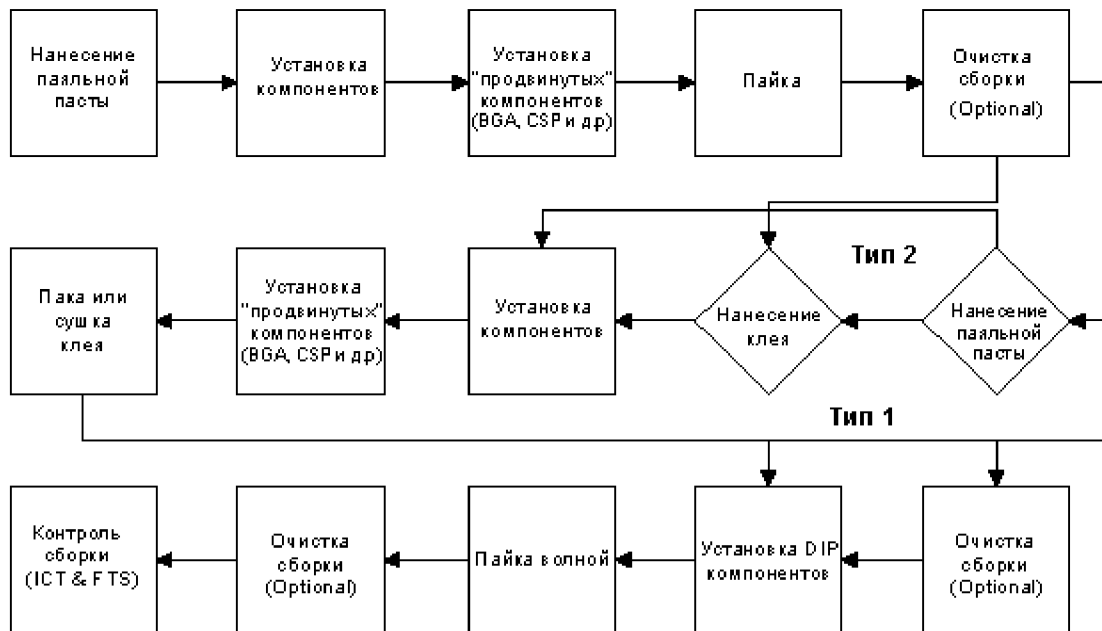 Нанесение
паяльной
пасты
Установка
компонентов
Установка
"продвинутых"
компонентов
(BGA, CSP и др)
Пайка
Очистка
сборки
(Optional)
Тип 2
Пака или
сушка
клея
Установка
"продвинутых"
компонентов
(BGA, CSP и др)
Установка
компонентов
Нанесение
клея
Нанесение
паяльной
пасты
Тип 1
Контроль
сборки
(ICT & FTS)
Очистка
сборки
(Optional)
Пайка волной
Установка DIP
компонентов
Очистка
сборки
(Optional)